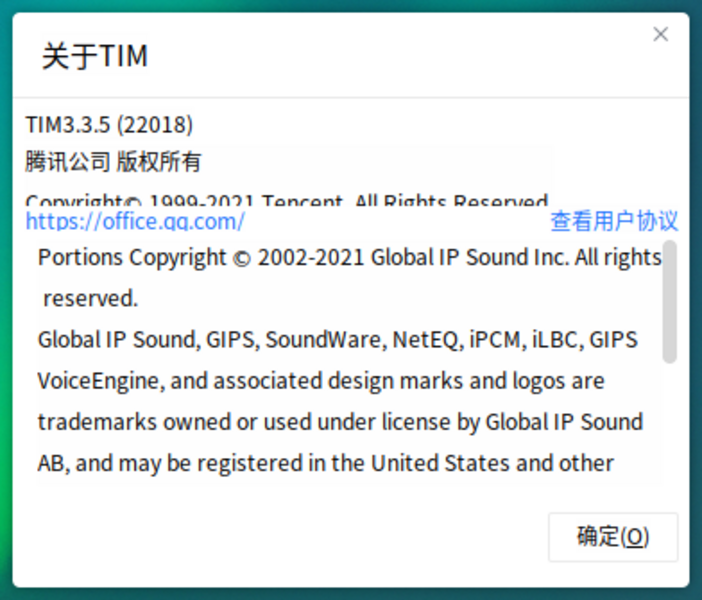 关于TIM
TIM3.3.5 (22018)
腾讯公司 版权所有
Copyright© 1999-2021 Tencent. All Rights Reserved
https://office.qq.com/ 查看用户协议
Portions Copyright © 2002-2021 Global IP Sound Inc. All rights
reserved.
Global IP Sound, GIPS, SoundWare, NetEQ, iPCM, iLBC, GIPS
VoiceEngine, and associated design marks and logos are
trademarks owned or used under license by Global IP Sound
AB, and may be registered in the United States and other
确定(O)